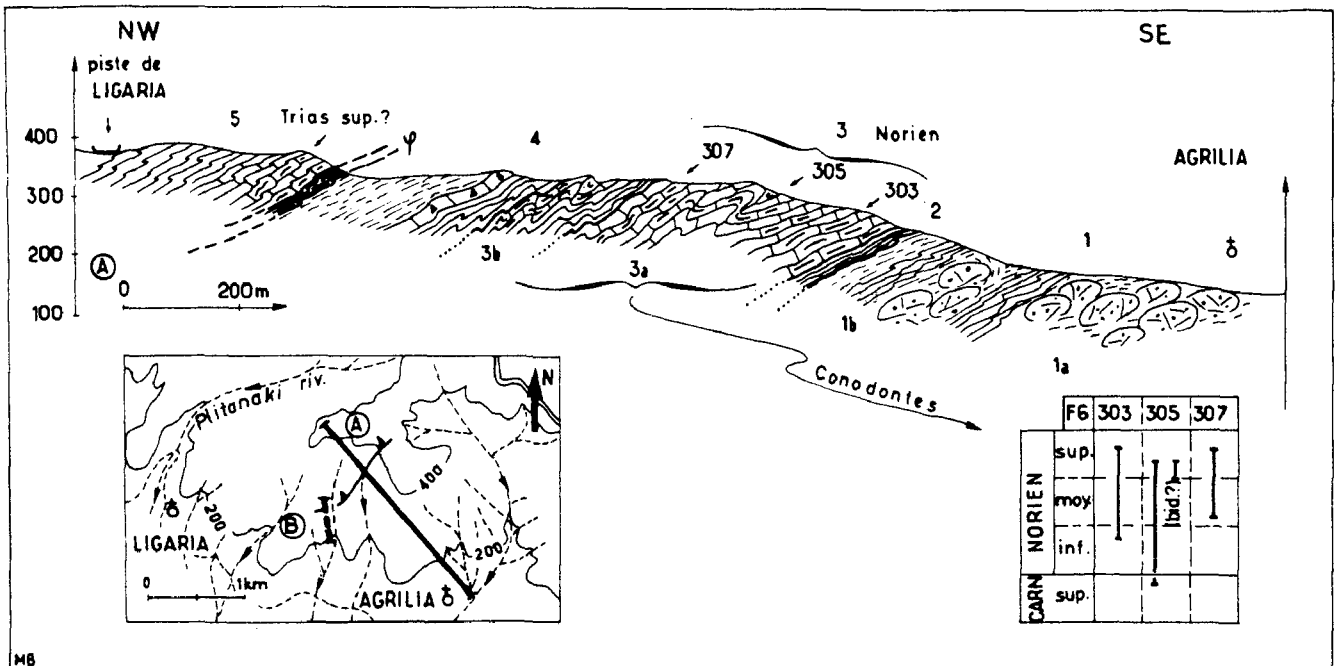 NW
SE
piste de
LIGARIA
5
Trias sup.?
φ
4
3
Norien
307
305
303
2
1
AGRILIA
400
300
200
100
A
0
200m
3b
3a
1b
1a
Conodontes
Plitanaki riv.
N
A
400
200
B
LIGARIA
200
0
1km
AGRILIA
F6 303 305 307
NORIEN
sup.
moy.
inf.
(bid.?)
CARN
sup.
MB